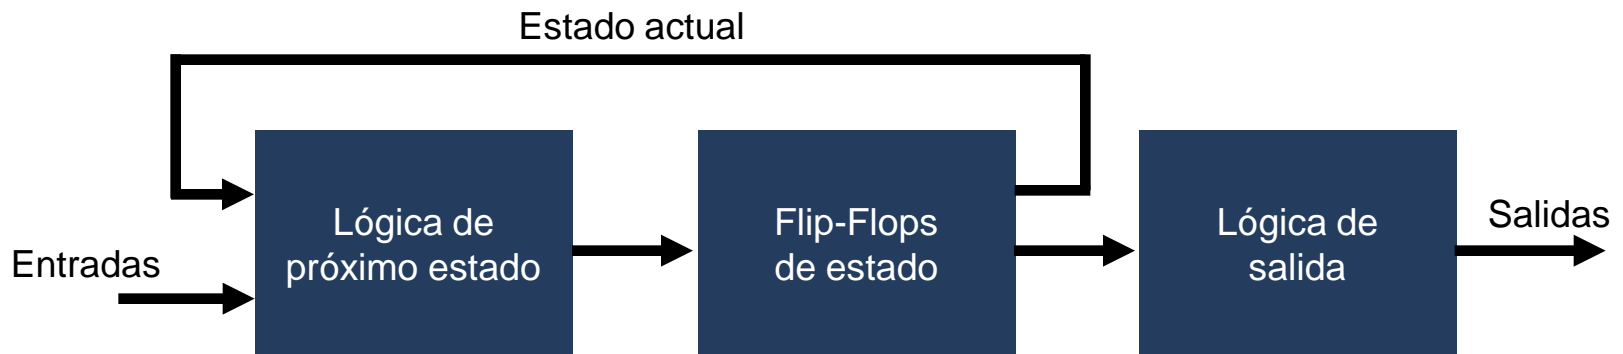 Estado actual
Entradas
Lógica de
próximo estado
Flip-Flops
de estado
Lógica de
salida
Salidas